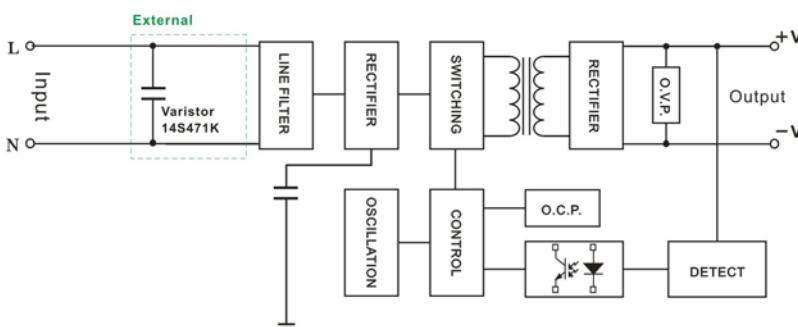 External
L
Input
N
Varistor
14S471K
LINE FILTER
RECTIFIER
SWITCHING
RECTIFIER
O.V.P.
+V
Output
−V
OSCILLATION
CONTROL
O.C.P.
DETECT